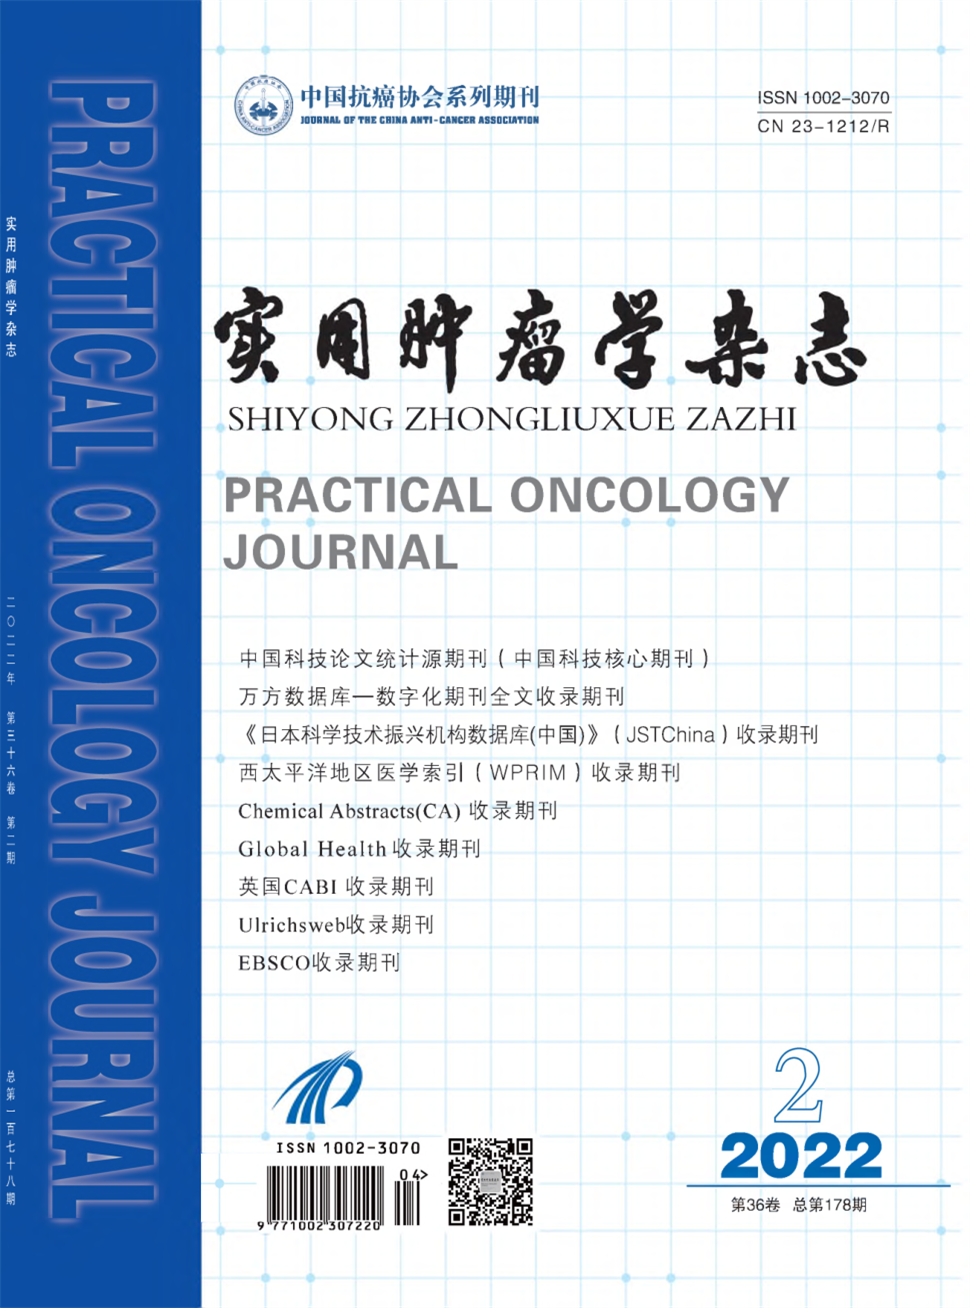 中国抗癌协会系列期刊
JOURNAL OF THE CHINA ANTI-CANCER ASSOCIATION
ISSN 1002-3070
CN 23-1212/R
实用肿瘤学杂志
SHIYONG ZHONGLIUXUE ZAZHI
PRACTICAL ONCOLOGY
JOURNAL
中国科技论文统计源期刊（中国科技核心期刊）
万方数据库—数字化期刊全文收录期刊
《日本科学技术振兴机构数据库(中国)》（JSTChina）收录期刊
西太平洋地区医学索引（WPRIM）收录期刊
Chemical Abstracts(CA) 收录期刊
Global Health 收录期刊
英国CABI 收录期刊
Ulrichsweb收录期刊
EBSCO收录期刊
ISSN 1002-3070
04>
9 771002 307220
2
2022
第36卷 总第178期
PRACTICAL ONCOLOGY JOURNAL
实用肿瘤学杂志
二〇二二年 第三十六卷 第二期
总第一百七十八期